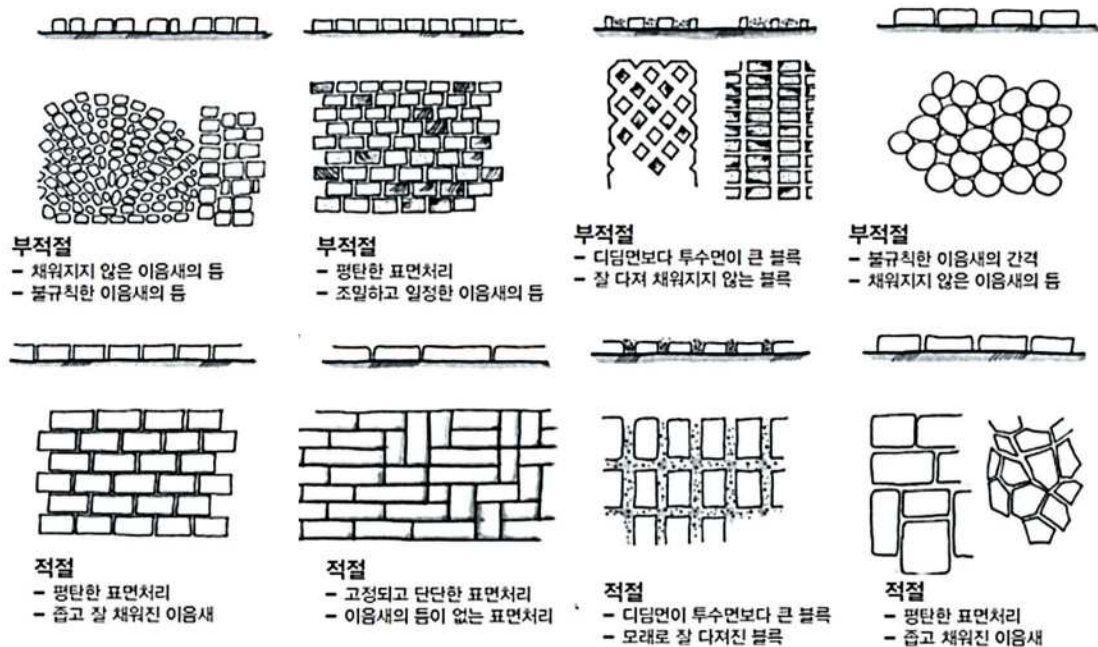 부적절
- 채워지지 않은 이음새의 틈
- 불규칙한 이음새의 틈
부적절
- 평탄한 표면처리
- 조밀하고 일정한 이음새의 틈
부적절
- 디딤면보다 투수면이 큰 블록
- 잘 다져 채워지지 않는 블록
부적절
- 불규칙한 이음새의 간격
- 채워지지 않은 이음새의 틈
적절
- 평탄한 표면처리
- 좁고 잘 채워진 이음새
적절
- 고정되고 단단한 표면처리
- 이음새의 틈이 없는 표면처리
적절
- 디딤면이 투수면보다 큰 블록
- 모래로 잘 다져진 블록
적절
- 평탄한 표면처리
- 좁고 채워진 이음새